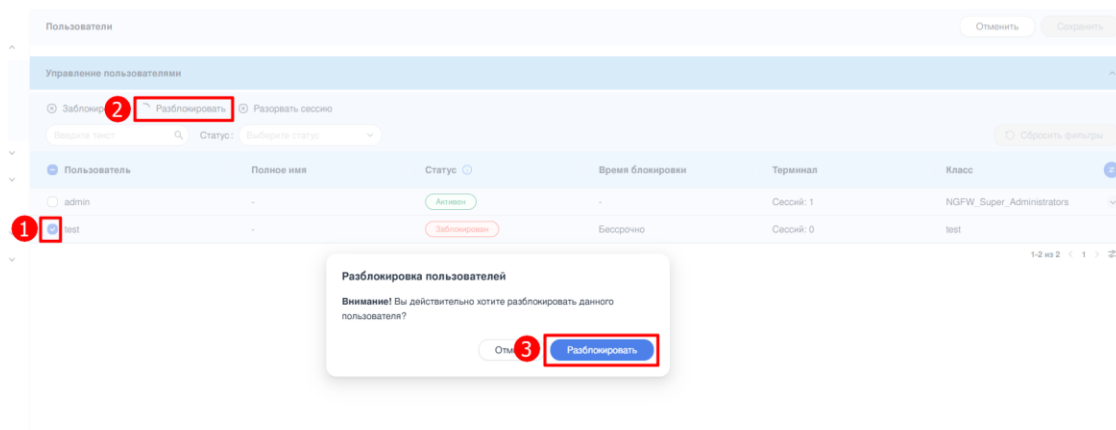 Пользователи
Отменить
Сохранить
Управление пользователями
Заблокир
2
Разблокировать
Разорвать сессию
Введите текст
Статус:
Выберите статус
Сбросить фильтры
Пользователь Полное имя Статус Время блокировки Терминал Класс
admin - Активен - Сессий: 1 NGFW_Super_Administrators
1 test - Заблокирован Бессрочно Сессий: 0 test
1-2 из 2 < 1 >
Разблокировка пользователей
Внимание! Вы действительно хотите разблокировать данного
пользователя?
Отме
3
Разблокировать